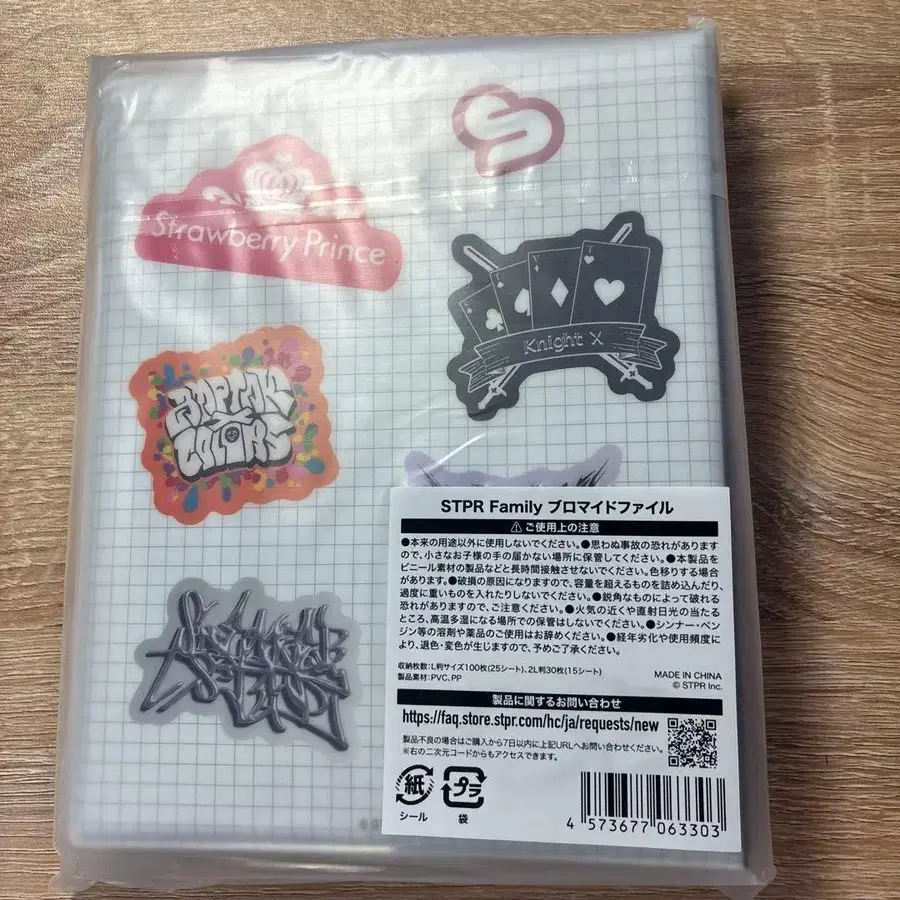 S
Strawberry Prince
Knight X
AMPTAK
COLORS
STPR Family ブロマイドファイル
⚠ご使用上の注意
●本来の用途以外に使用しないでください。●思わぬ事故の恐れがあります
ので、小さなお子様の手の届かない場所に保管してください。●本製品を
ビニール素材の製品などと長時間接触させないでください。色移りする場合
があります。●破損の原因になりますので、容量を超えるものを詰め込んだり、
過度に重いものを入れたりしないでください。●鋭角なものによって破れる
恐れがありますので、ご注意ください。●火気の近くや直射日光の当たる
ところ、高温多湿になる場所での保管はしないでください。●シンナー・ベン
ジン等の溶剤や薬品のご使用はお辞めください。●経年劣化や使用頻度に
より、退色・変色が生じますので、予めご了承ください。
収納枚数:L判サイズ100枚(25シート)、2L判30枚(15シート)
製品素材:PVC、PP
MADE IN CHINA
© STPR Inc.
製品に関するお問い合わせ
https://faq.store.stpr.com/hc/ja/requests/new
製品不良の場合はご購入から7日以内に上記URLへお問い合わせください。
※右の二次元コードからもアクセスできます。
紙
シール
プラ
袋
4 573677 063303